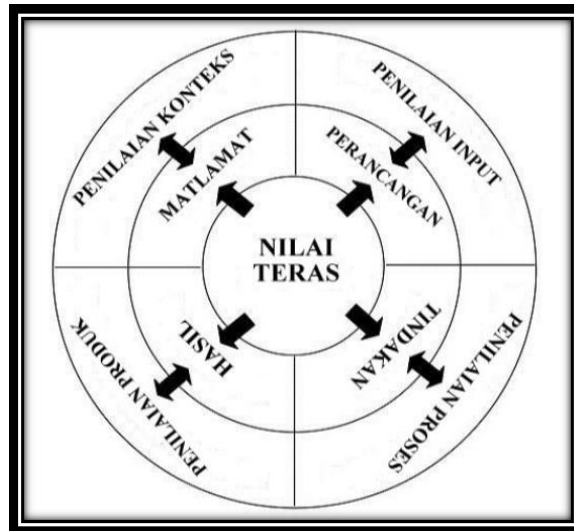 PENILAIAN KONTEKS
PENILAIAN INPUT
MATLAMAT
PERANCANGAN
NILAI
TERAS
HASIL
TINDAKAN
PENILAIAN PRODUK
PENILAIAN PROSES